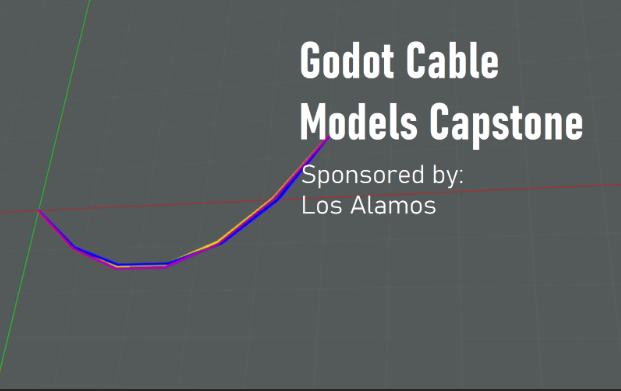 Godot Cable
Models Capstone
Sponsored by:
Los Alamos